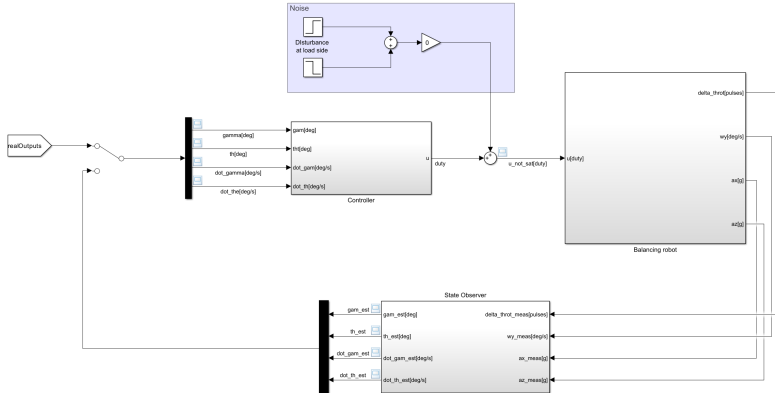 Noise
DIsturbance
at load side
0
realOutputs
gamma[deg]
th[deg]
dot_gamma[deg/s]
dot_the[deg/s]
gam[deg]
tht[deg]
dot_gam[deg/s]
dot_th[deg/s]
u
Controller
duty
u_not_sat[duty]
u[duty]
delta_throt[pulses]
wy[deg/s]
ax[g]
az[g]
Balancing robot
State Observer
gam_est
th_est
dot_gam_est
dot_th_est
gam_est[deg]
th_est[deg]
dot_gam_est[deg/s]
dot_th_est[deg/s]
delta_throt_meas[pulses]
wy_meas[deg/s]
ax_meas[g]
az_meas[g]